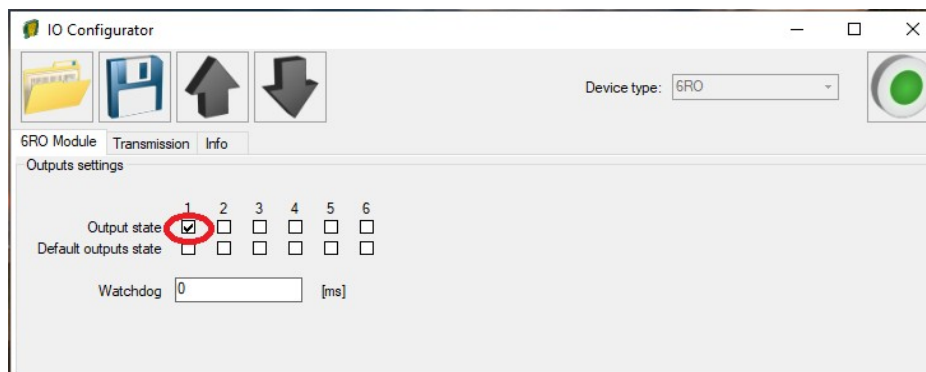 IO Configurator
Device type: 6RO
6RO Module Transmission Info
Outputs settings
1 2 3 4 5 6
Output state
Default outputs state
Watchdog 0 [ms]